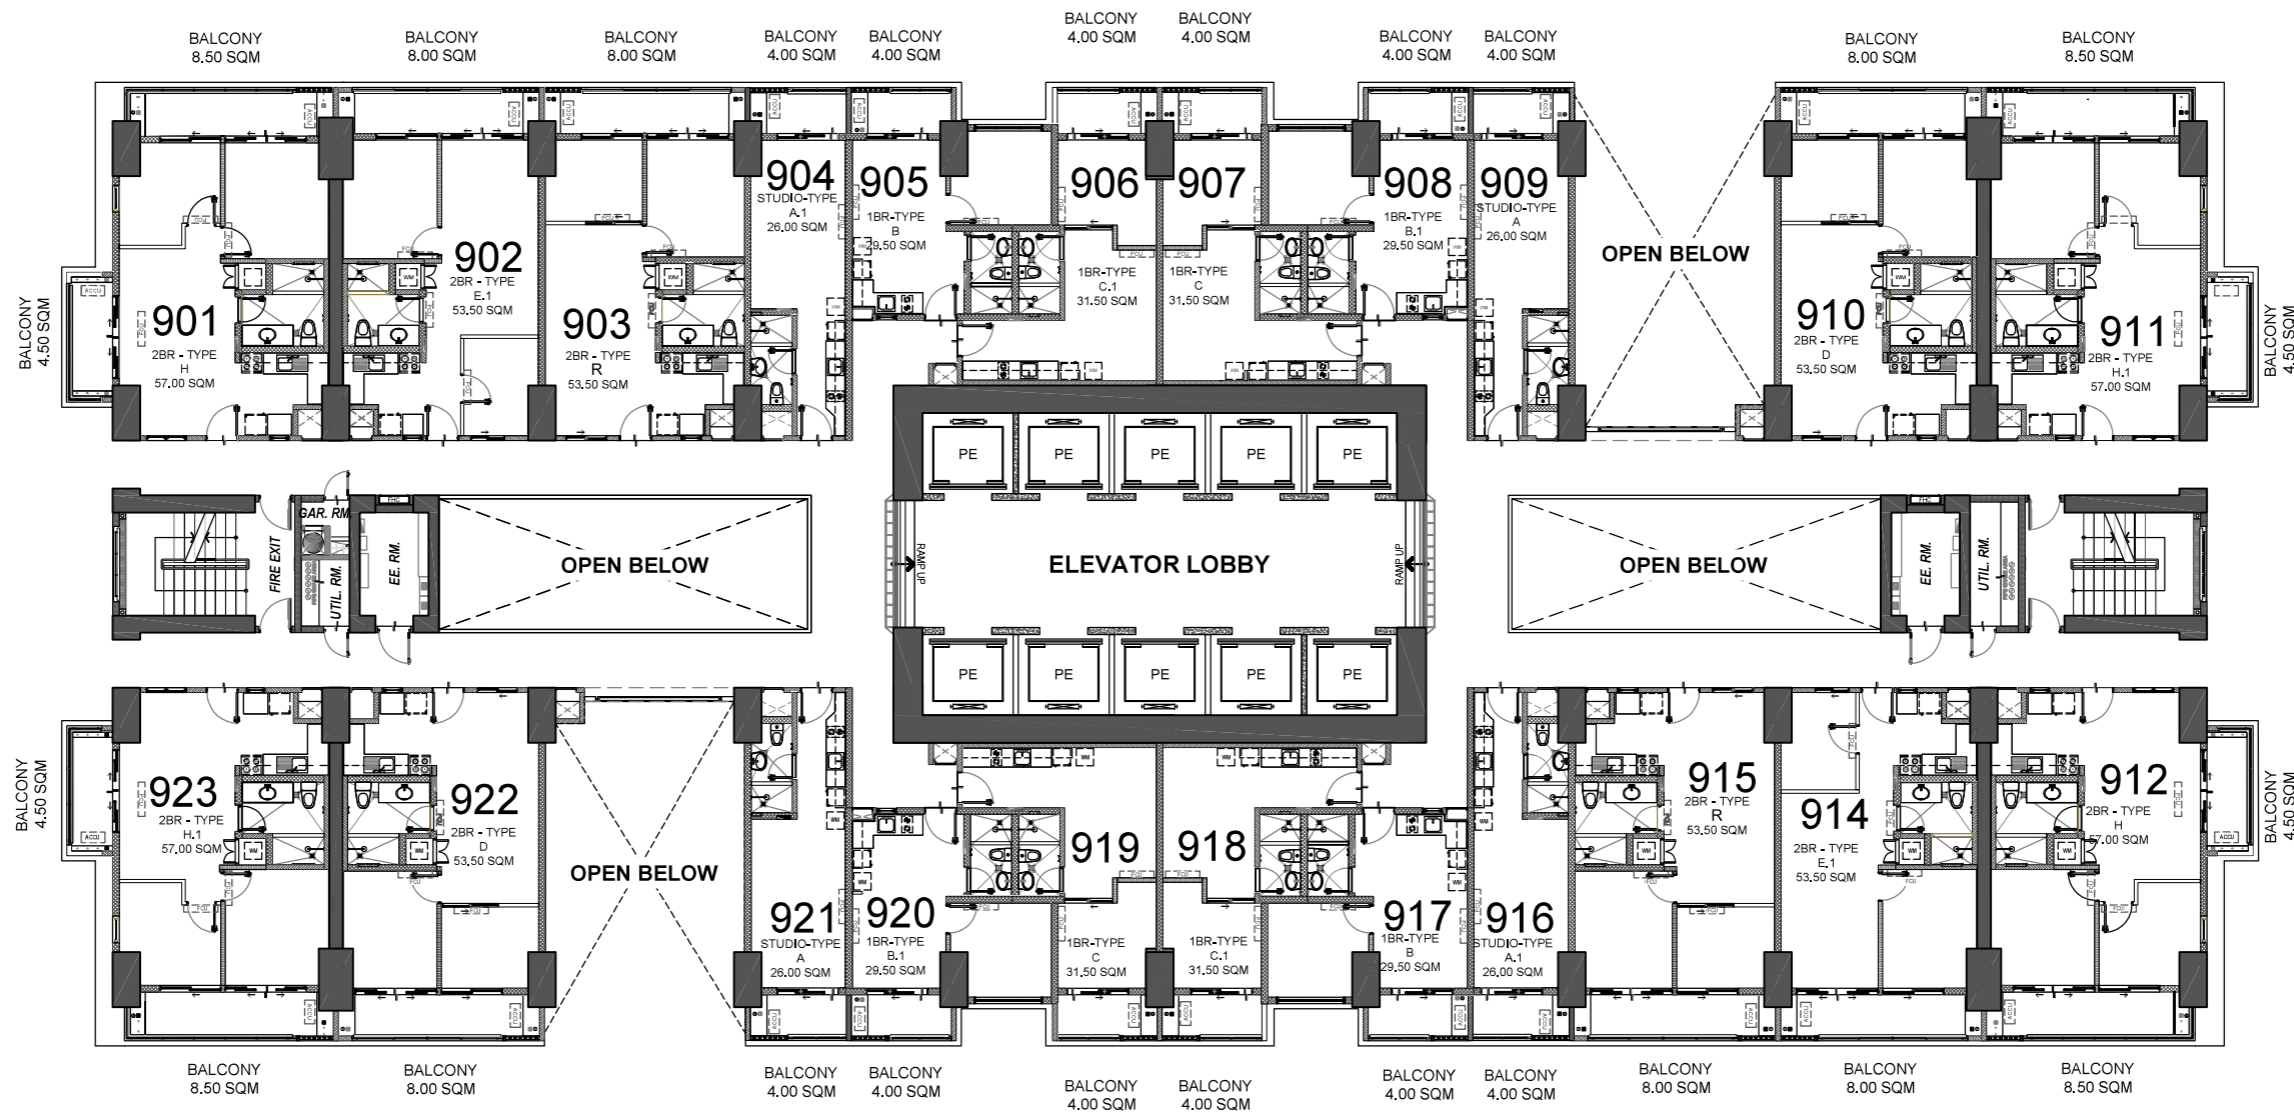 BALCONY
8.50 SQM
BALCONY
8.00 SQM
BALCONY
8.00 SQM
BALCONY
4.00 SQM
BALCONY
4.00 SQM
BALCONY
4.00 SQM
BALCONY
4.00 SQM
BALCONY
4.00 SQM
BALCONY
4.00 SQM
BALCONY
8.00 SQM
BALCONY
8.50 SQM
BALCONY
4.50 SQM
901
2BR - TYPE
H
57.00 SQM
902
2BR - TYPE
E.1
53.50 SQM
903
2BR - TYPE
R
53.50 SQM
904
STUDIO-TYPE
A.1
26.00 SQM
905
1BR-TYPE
B
29.50 SQM
906
1BR-TYPE
C.1
31.50 SQM
907
1BR-TYPE
C
31.50 SQM
908
1BR-TYPE
B.1
29.50 SQM
909
STUDIO-TYPE
A
26.00 SQM
OPEN BELOW
910
2BR - TYPE
D
53.50 SQM
911
2BR - TYPE
H.1
57.00 SQM
BALCONY
4.50 SQM
PE
PE
PE
PE
PE
FIRE EXIT
GAR. RM.
UTIL. RM.
FHC
EE. RM.
OPEN BELOW
RAMP UP
ELEVATOR LOBBY
RAMP UP
OPEN BELOW
FHC
EE. RM.
UTIL. RM.
PE
PE
PE
PE
PE
BALCONY
4.50 SQM
923
2BR - TYPE
H.1
57.00 SQM
922
2BR - TYPE
D
53.50 SQM
OPEN BELOW
921
STUDIO-TYPE
A
26.00 SQM
920
1BR-TYPE
B.1
29.50 SQM
919
1BR-TYPE
C
31.50 SQM
918
1BR-TYPE
C.1
31.50 SQM
917
1BR-TYPE
B
29.50 SQM
916
STUDIO-TYPE
A.1
26.00 SQM
915
2BR - TYPE
R
53.50 SQM
914
2BR - TYPE
E.1
53.50 SQM
912
2BR - TYPE
H
57.00 SQM
BALCONY
4.50 SQM
BALCONY
8.50 SQM
BALCONY
8.00 SQM
BALCONY
4.00 SQM
BALCONY
4.00 SQM
BALCONY
4.00 SQM
BALCONY
4.00 SQM
BALCONY
4.00 SQM
BALCONY
4.00 SQM
BALCONY
8.00 SQM
BALCONY
8.00 SQM
BALCONY
8.50 SQM